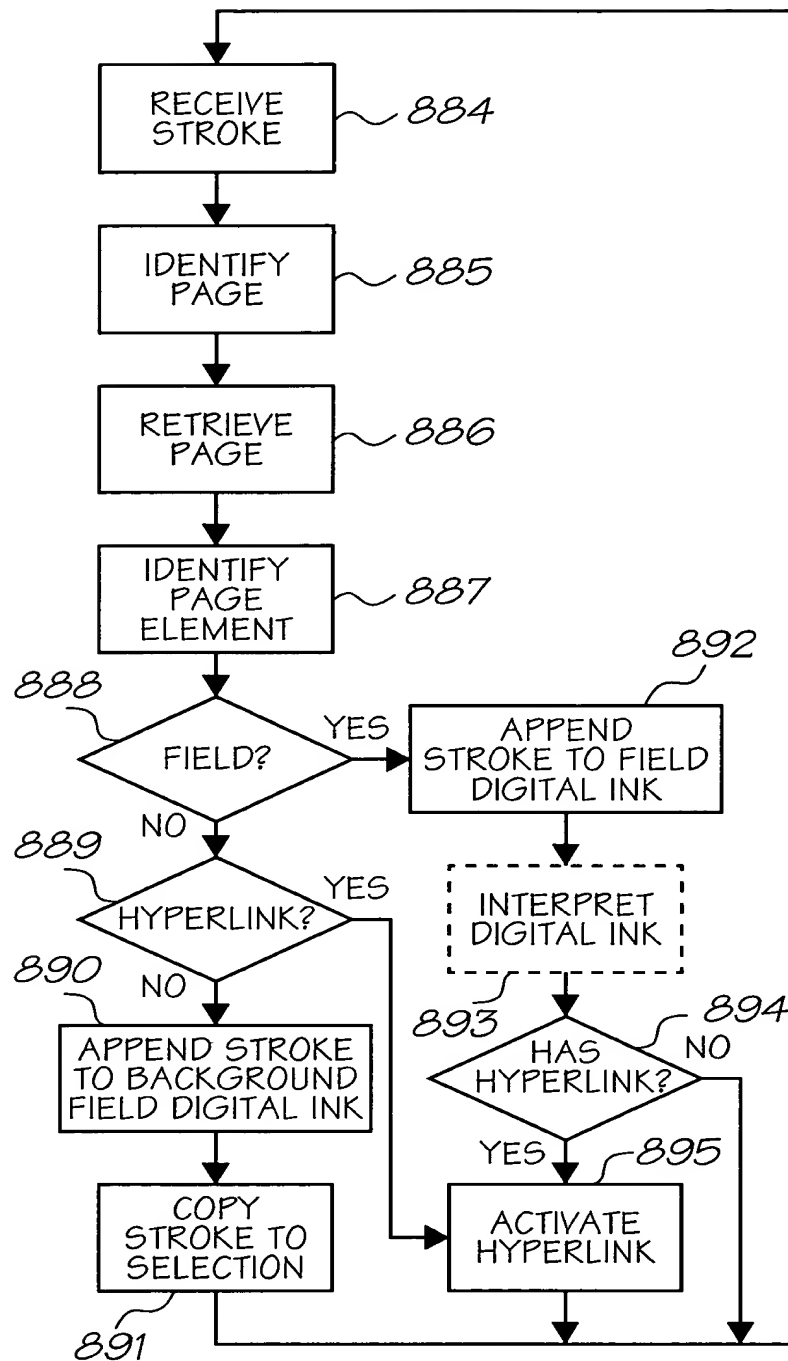 RECEIVE
STROKE
884
IDENTIFY
PAGE
885
RETRIEVE
PAGE
886
IDENTIFY
PAGE
ELEMENT
887
888
FIELD?
YES
NO
892
APPEND
STROKE TO FIELD
DIGITAL INK
889
HYPERLINK?
YES
NO
INTERPRET
DIGITAL INK
893
890
APPEND STROKE
TO BACKGROUND
FIELD DIGITAL INK
894
HAS
HYPERLINK?
NO
YES
895
COPY
STROKE TO
SELECTION
891
ACTIVATE
HYPERLINK